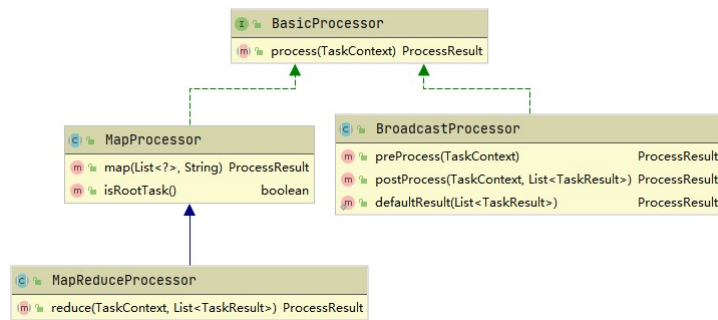 BasicProcessor
process(TaskContext) ProcessResult
MapProcessor
map(List<?>, String) ProcessResult
isRootTask() boolean
BroadcastProcessor
preProcess(TaskContext) ProcessResult
postProcess(TaskContext, List<TaskResult>) ProcessResult
defaultResult(List<TaskResult>) ProcessResult
MapReduceProcessor
reduce(TaskContext, List<TaskResult>) ProcessResult